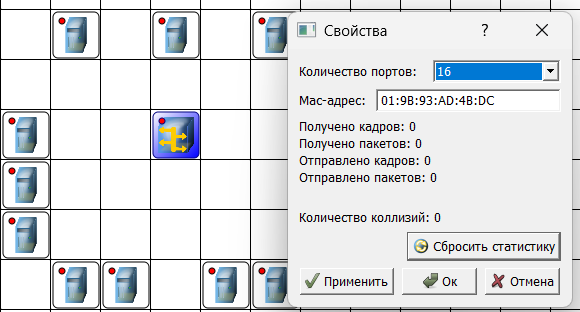 Свойства
Количество портов: 16
Mac-адрес: 01:9B:93:AD:4B:DC
Получено кадров: 0
Получено пакетов: 0
Отправлено кадров: 0
Отправлено пакетов: 0
Количество коллизий: 0
Сбросить статистику
Применить Ок Отмена